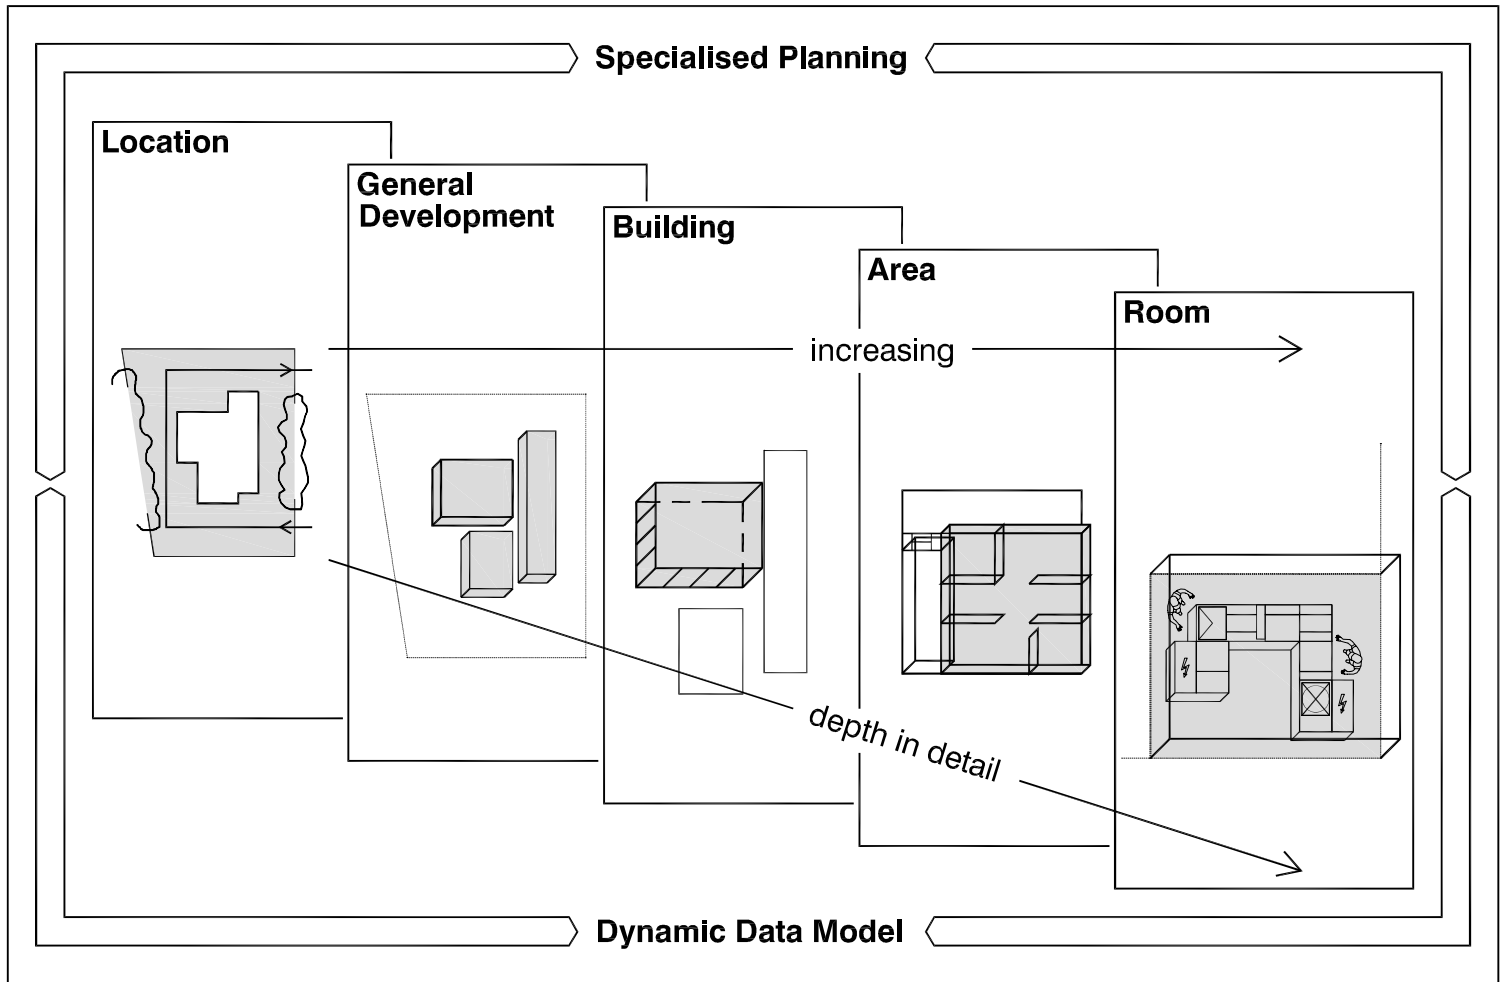 Specialised Planning
Location
General
Development
Building
Area
Room
increasing
depth in detail
Dynamic Data Model